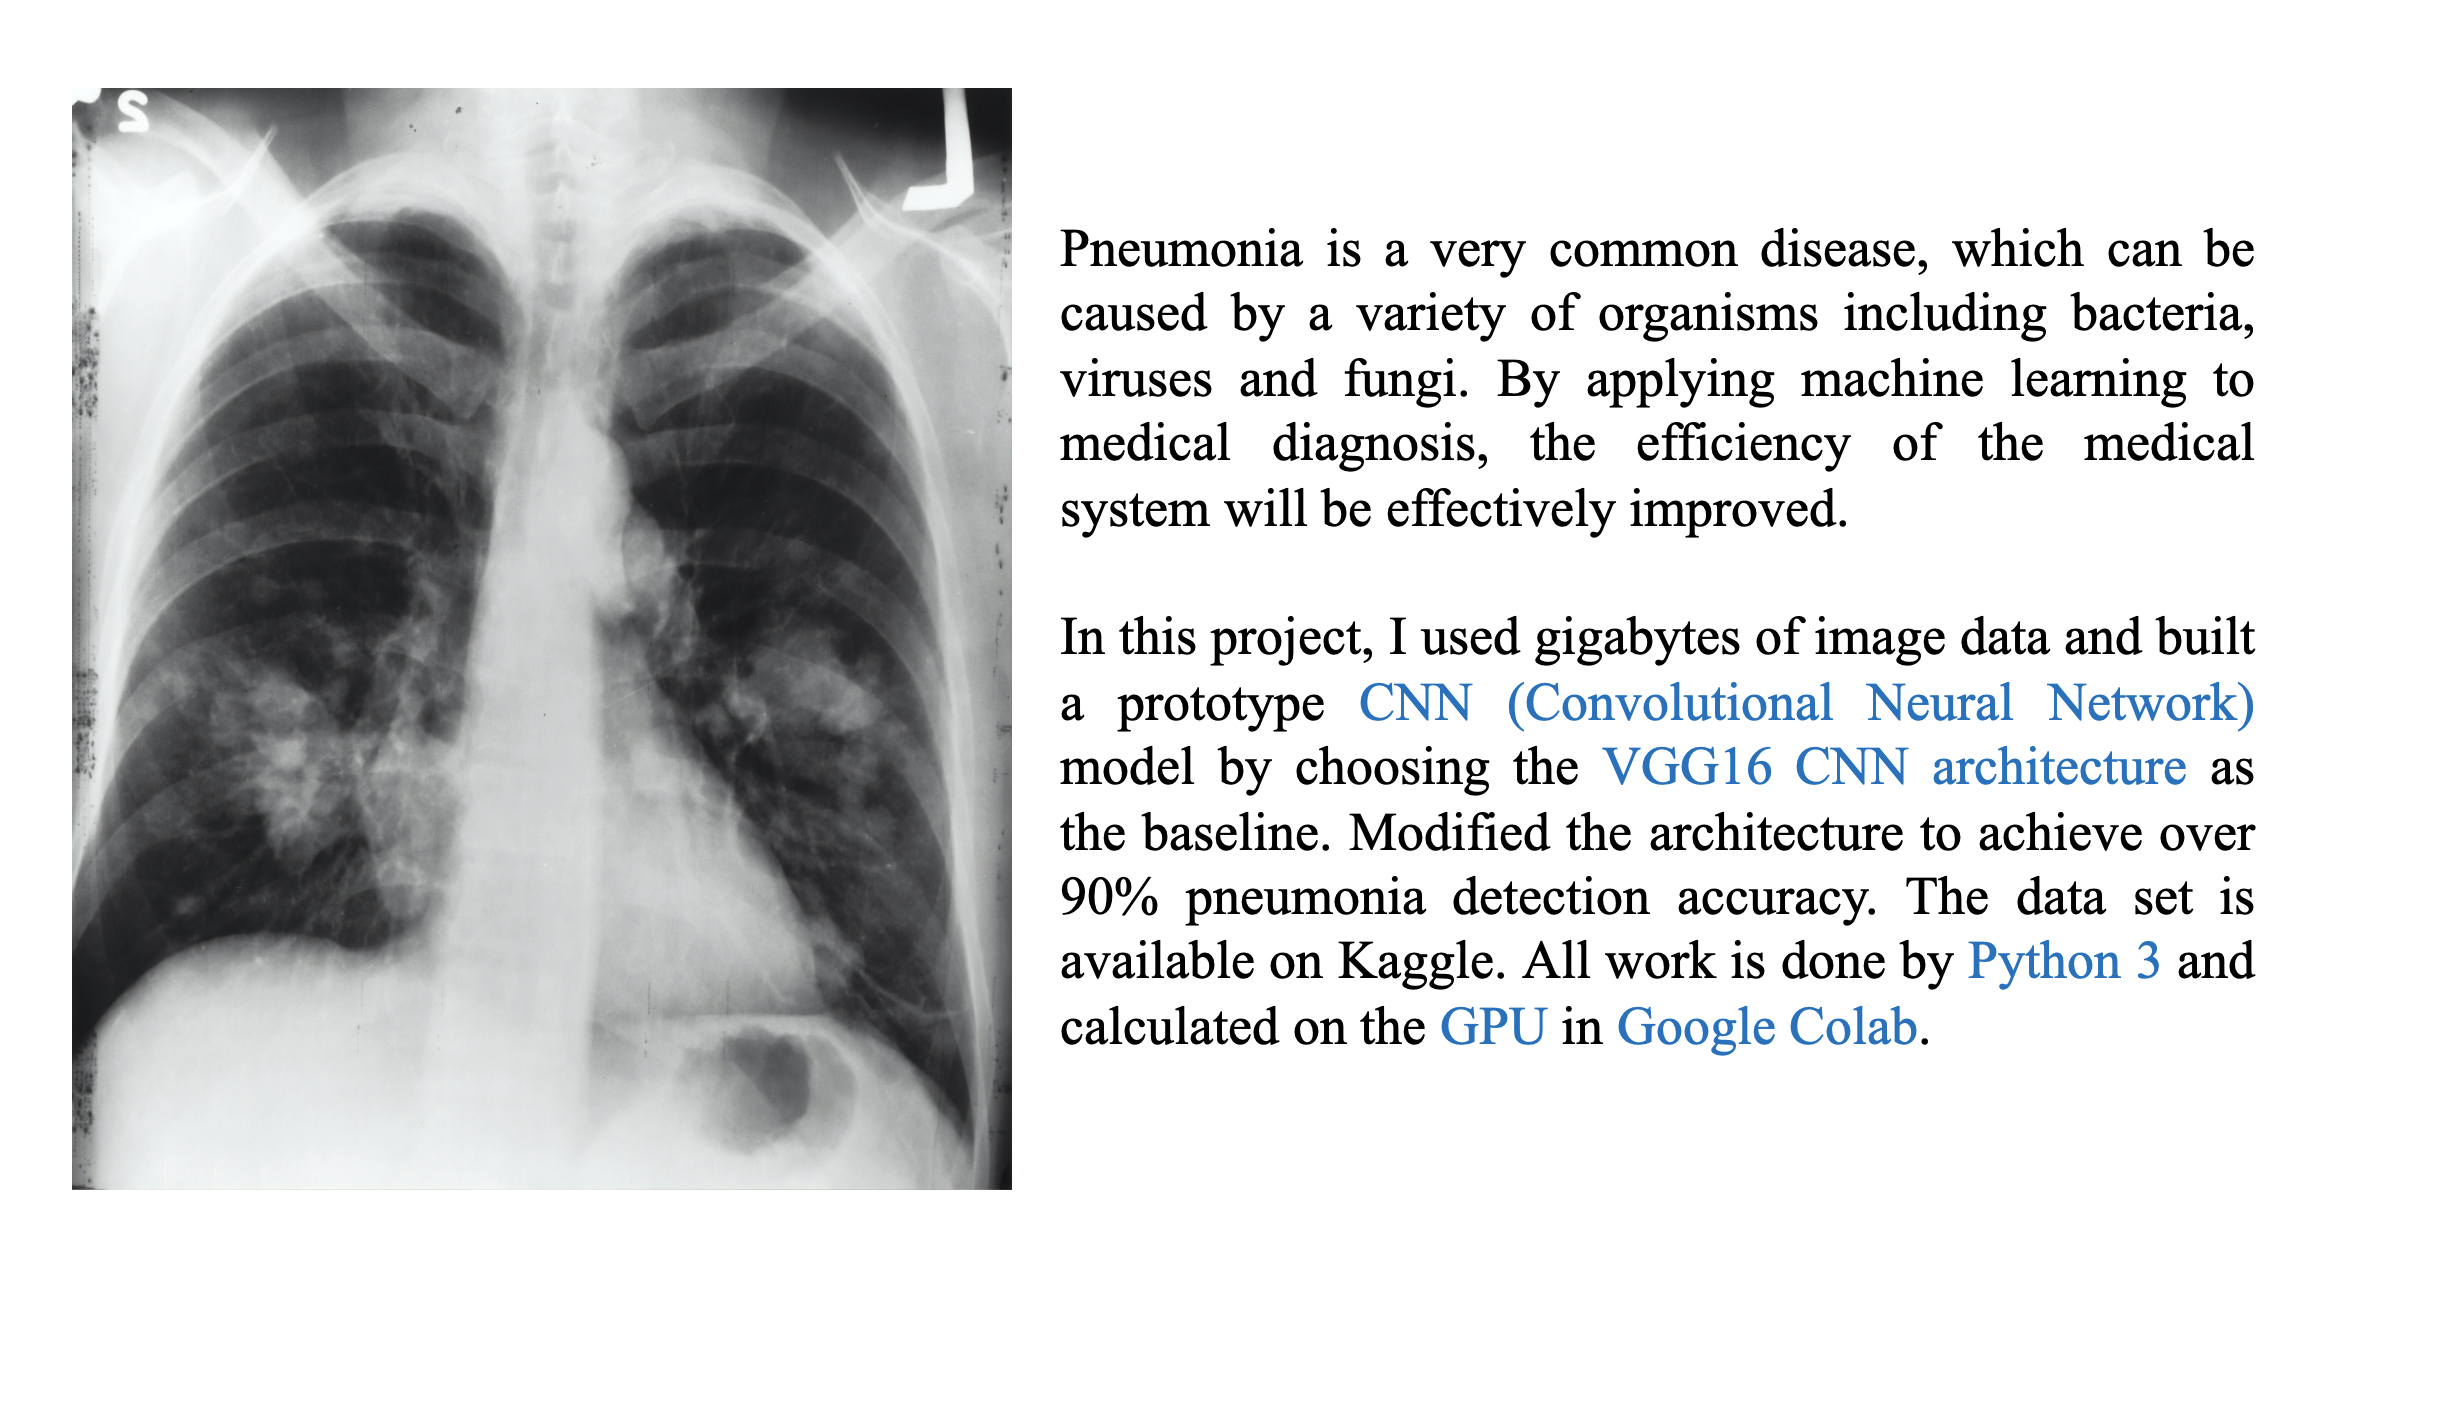 S
L
Pneumonia is a very common disease, which can be
caused by a variety of organisms including bacteria,
viruses and fungi. By applying machine learning to
medical diagnosis, the efficiency of the medical
system will be effectively improved.
In this project, I used gigabytes of image data and built
a prototype CNN (Convolutional Neural Network)
model by choosing the VGG16 CNN architecture as
the baseline. Modified the architecture to achieve over
90% pneumonia detection accuracy. The data set is
available on Kaggle. All work is done by Python 3 and
calculated on the GPU in Google Colab.